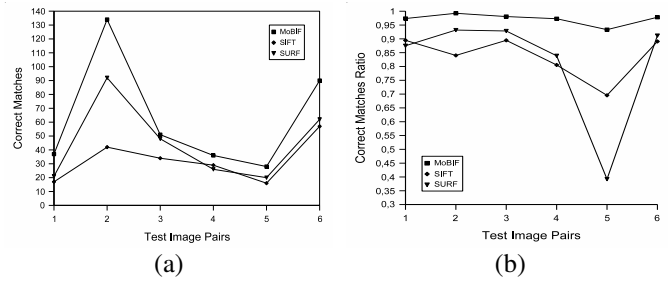 140
130
120
110
100
90
80
70
60
50
40
30
20
10
0
Correct Matches
MoBIF
SIFT
SURF
1 2 3 4 5 6
Test Image Pairs
(a)
1
0,95
0,9
0,85
0,8
0,75
0,7
0,65
0,6
0,55
0,5
0,45
0,4
0,35
0,3
Correct Matches Ratio
MoBIF
SIFT
SURF
1 2 3 4 5 6
Test Image Pairs
(b)